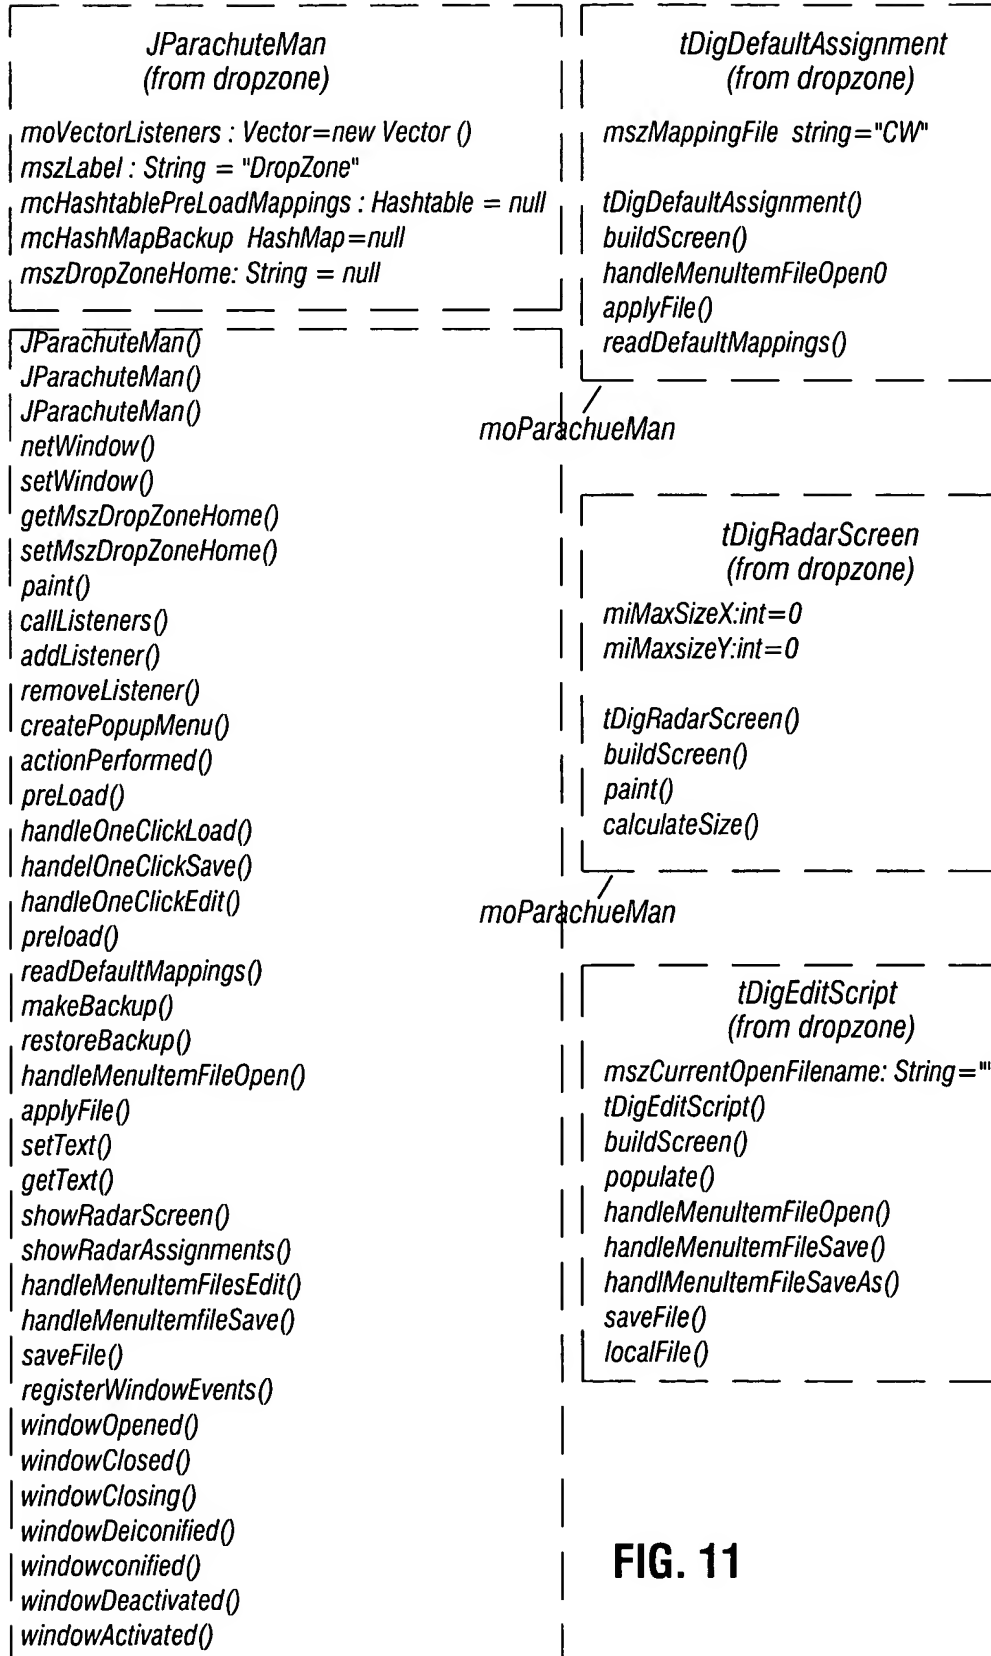 JParachuteMan
(from dropzone)
moVectorListeners : Vector=new Vector ()
mszLabel : String = "DropZone"
mcHashtablePreLoadMappings : Hashtable = null
mcHashMapBackup HashMap=null
mszDropZoneHome: String = null
JParachuteMan()
JParachuteMan()
JParachuteMan()
netWindow()
setWindow()
getMszDropZoneHome()
setMszDropZoneHome()
paint()
callListeners()
addListener()
removeListener()
createPopupMenu()
actionPerformed()
preLoad()
handleOneClickLoad()
handelOneClickSave()
handleOneClickEdit()
preload()
readDefaultMappings()
makeBackup()
restoreBackup()
handleMenuItemFileOpen()
applyFile()
setText()
getText()
showRadarScreen()
showRadarAssignments()
handleMenuItemFilesEdit()
handleMenuItemfileSave()
saveFile()
registerWindowEvents()
windowOpened()
windowClosed()
windowClosing()
windowDeiconified()
windowconified()
windowDeactivated()
windowActivated()
tDigDefaultAssignment
(from dropzone)
mszMappingFile string="CW"
tDigDefaultAssignment()
buildScreen()
handleMenuItemFileOpen0
applyFile()
readDefaultMappings()
moParachueMan
tDigRadarScreen
(from dropzone)
miMaxSizeX:int=0
miMaxsizeY:int=0
tDigRadarScreen()
buildScreen()
paint()
calculateSize()
moParachueMan
tDigEditScript
(from dropzone)
mszCurrentOpenFilename: String=""
tDigEditScript()
buildScreen()
populate()
handleMenuItemFileOpen()
handleMenuItemFileSave()
handlMenuItemFileSaveAs()
saveFile()
localFile()
FIG. 11